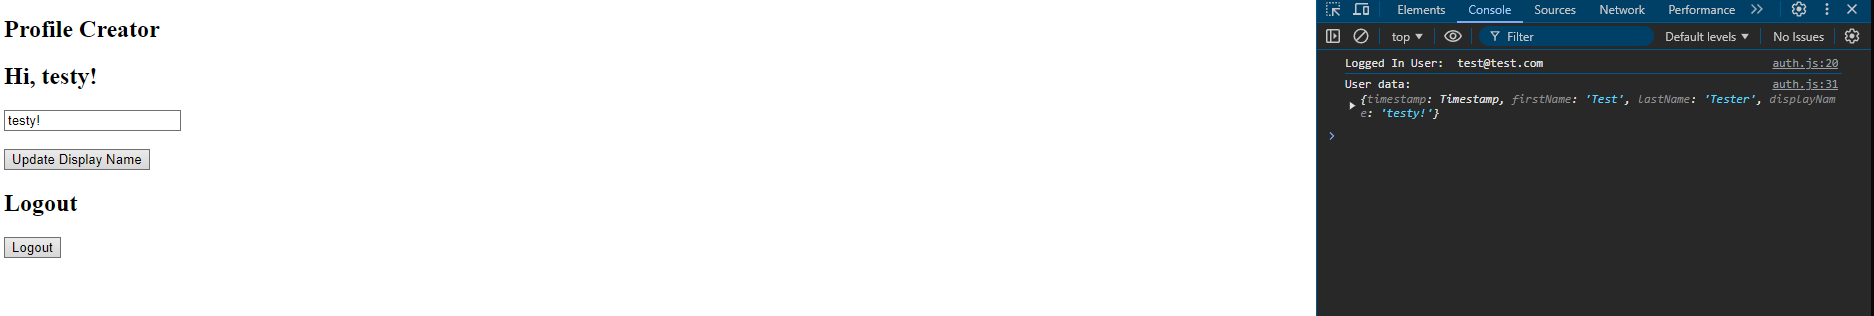 Profile Creator
Hi, testy!
testy!
Update Display Name
Logout
Logout
Elements Console Sources Network Performance
top Filter Default levels No Issues
Logged In User: test@test.com auth.js:20
User data: auth.js:31
{timestamp: Timestamp, firstName: 'Test', lastName: 'Tester', displayNam
e: 'testy!'}